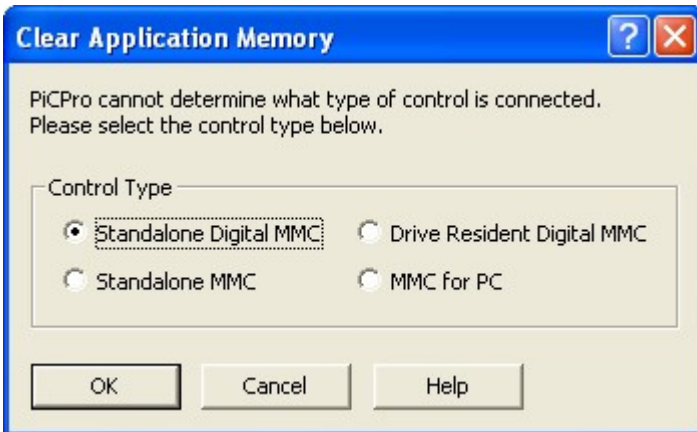 Clear Application Memory
PiCPro cannot determine what type of control is connected.
Please select the control type below.
Control Type
Standalone Digital MMC
Drive Resident Digital MMC
Standalone MMC
MMC for PC
OK
Cancel
Help